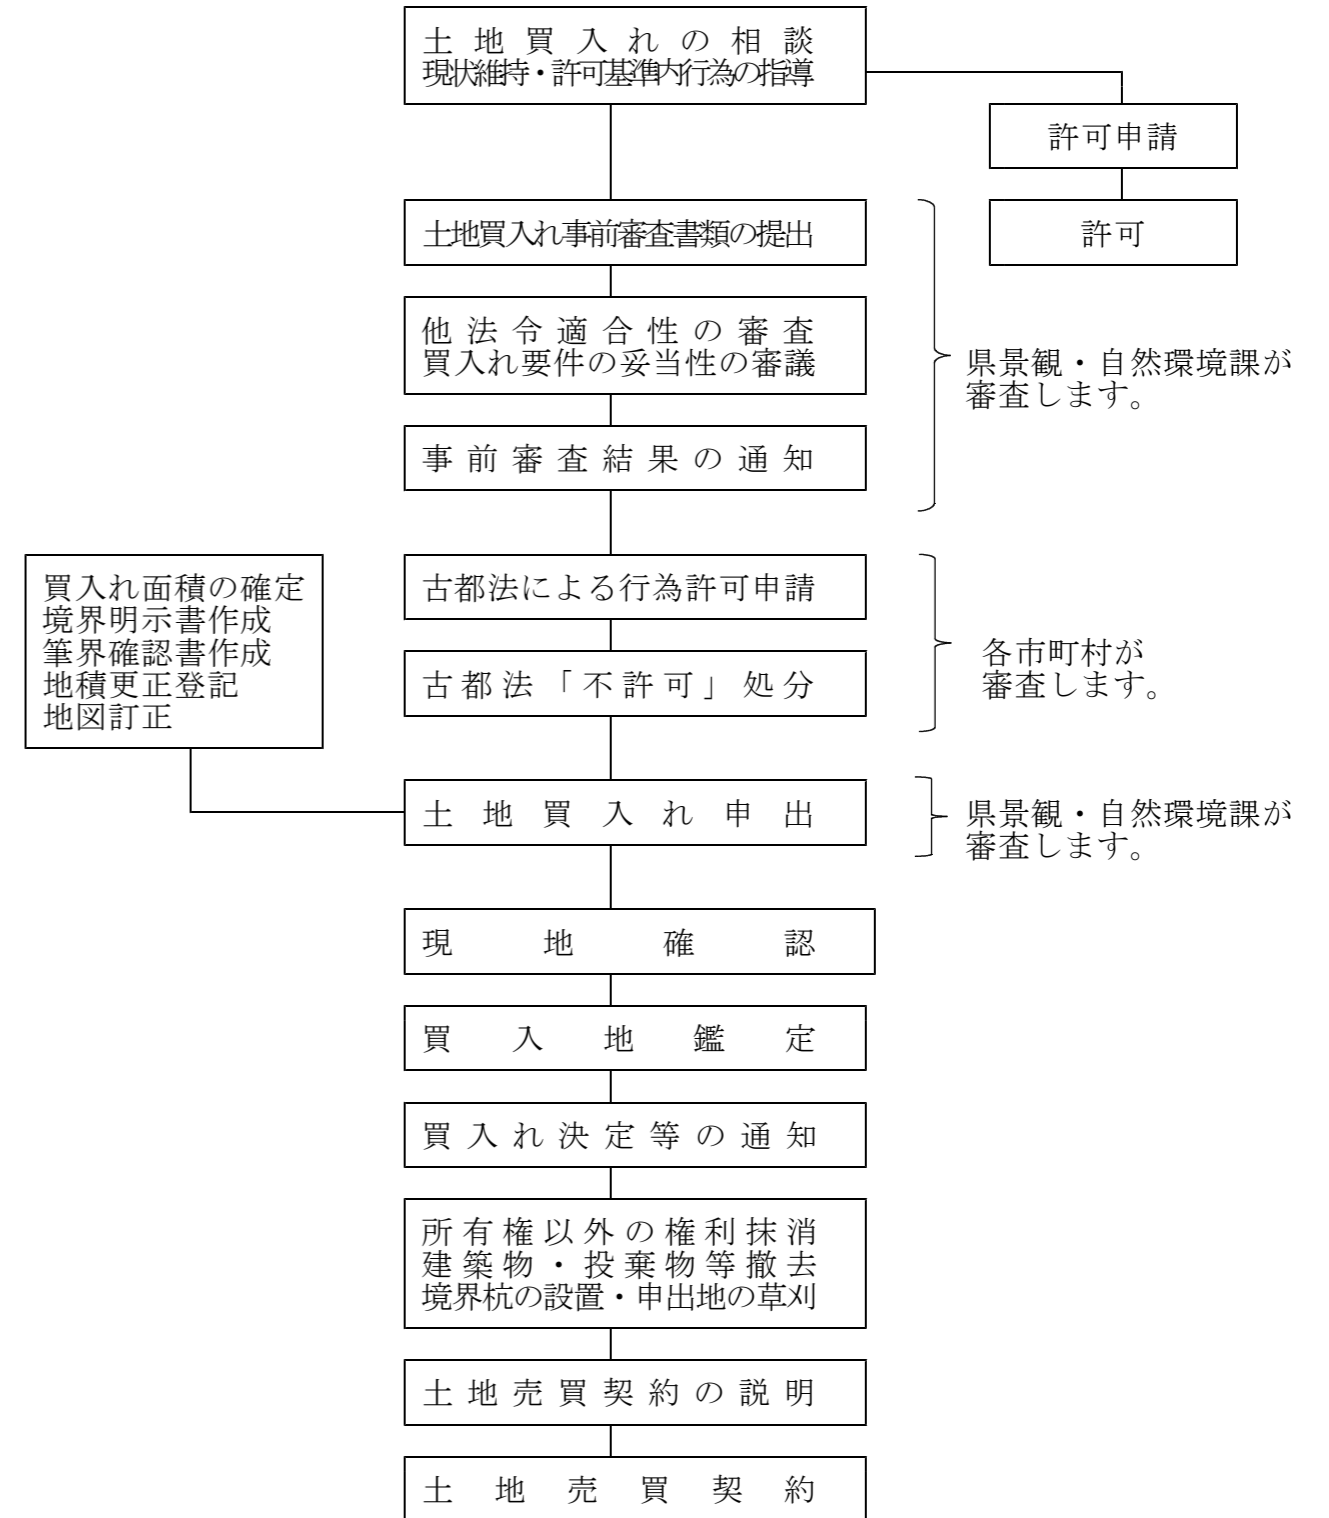 土地買入れの相談
現状維持・許可基準内行為の指導
許可申請
許可
土地買入れ事前審査書類の提出
他法令適合性の審査
買入れ要件の妥当性の審議
事前審査結果の通知
県景観・自然環境課が
審査します。
古都法による行為許可申請
古都法「不許可」処分
各市町村が
審査します。
買入れ面積の確定
境界明示書作成
筆界確認書作成
地積更正登記
地図訂正
土地買入れ申出
県景観・自然環境課が
審査します。
現地確認
買入地鑑定
買入れ決定等の通知
所有権以外の権利抹消
建築物・投棄物等撤去
境界杭の設置・申出地の草刈
土地売買契約の説明
土地売買契約